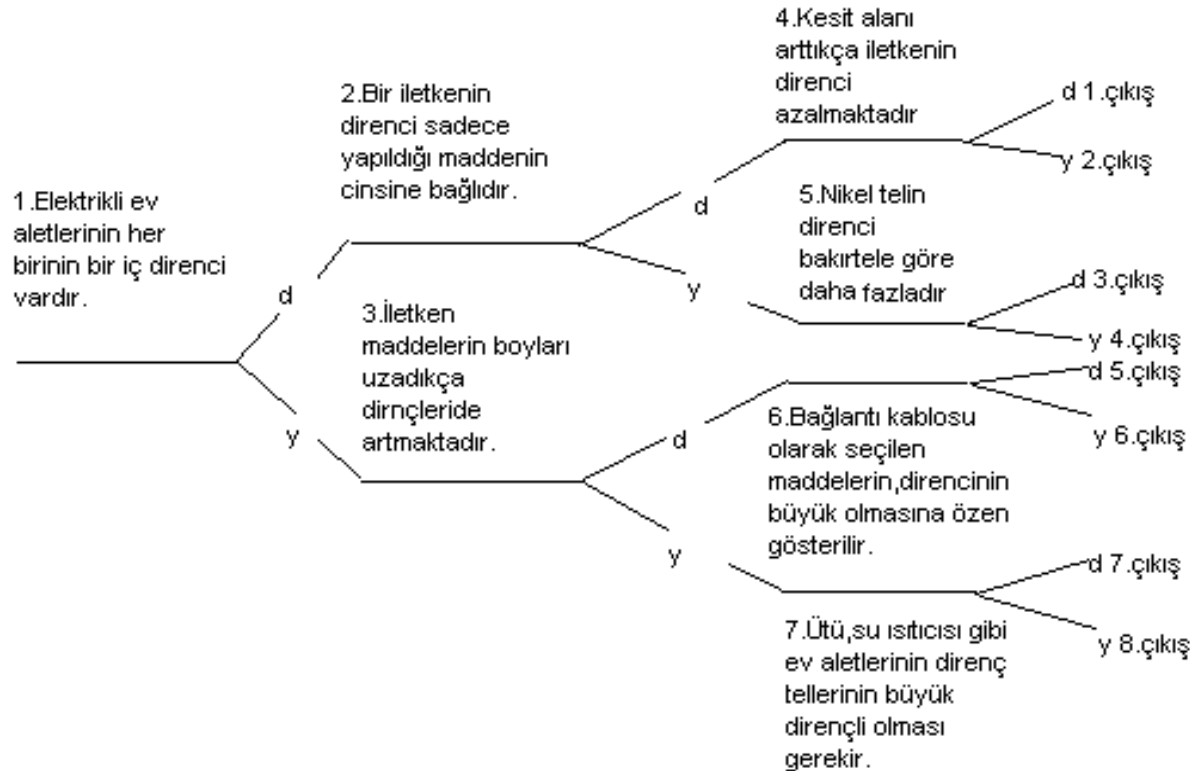 1.Elektrikli ev
aletlerinin her
birinin bir iç direnci
vardır.
d
y
2.Bir iletkenin
direnci sadece
yapıldığı maddenin
cinsine bağlıdır.
d
y
3.İletken
maddelerin boyları
uzadıkça
dirnçleride
artmaktadır.
d
y
4.Kesit alanı
arttıkça iletkenin
direnci
azalmaktadır
d 1.çıkış
y 2.çıkış
5.Nikel telin
direnci
bakırtele göre
daha fazladır
d 3.çıkış
y 4.çıkış
d 5.çıkış
y 6.çıkış
6.Bağlantı kablosu
olarak seçilen
maddelerin,direncinin
büyük olmasına özen
gösterilir.
d 7.çıkış
y 8.çıkış
7.Ütü,su ısıtıcısı gibi
ev aletlerinin direnç
tellerinin büyük
dirençli olması
gerekir.